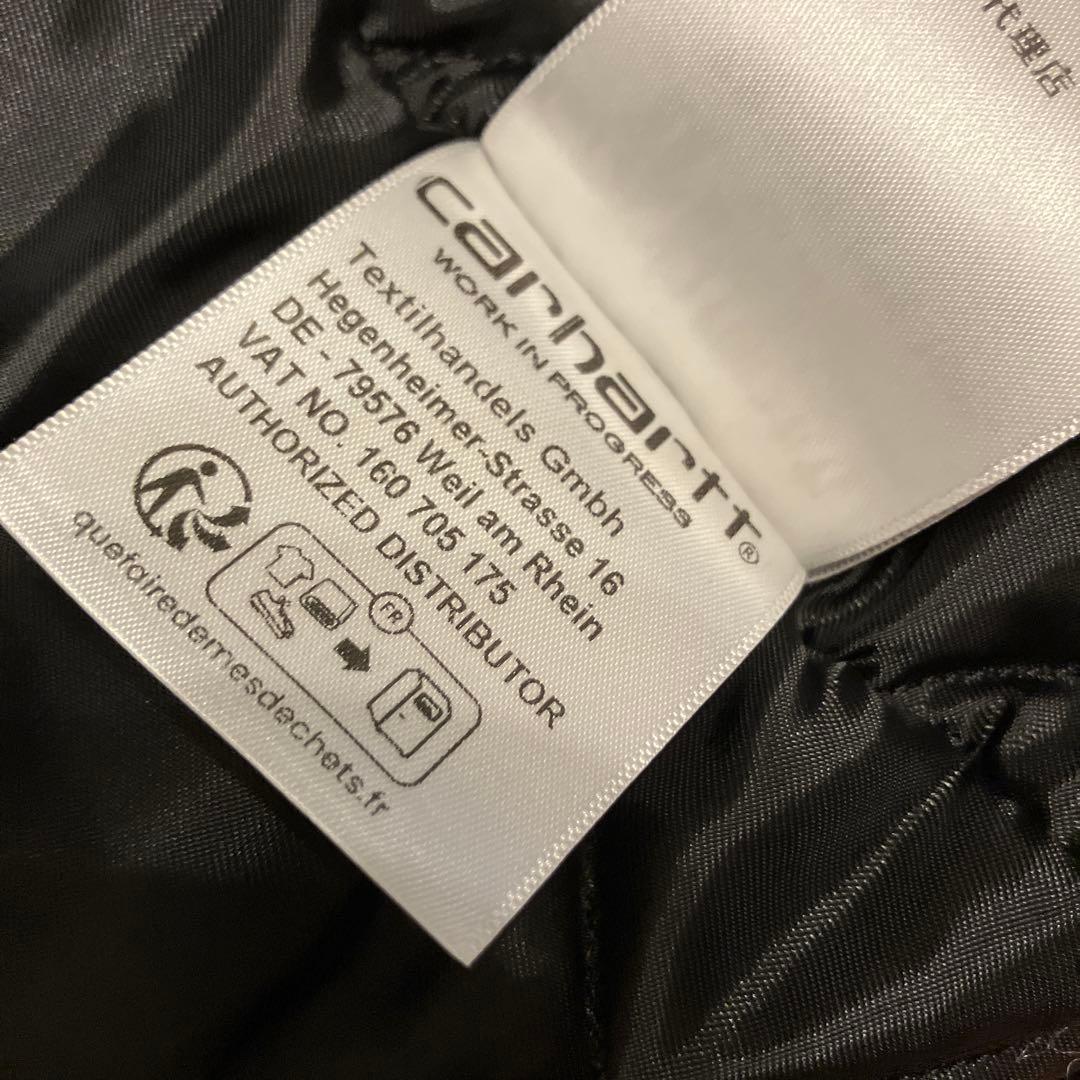 代理店
carhartt®
WORK IN PROGRESS
Textilhandels Gmbh
Hegenheimer-Strasse 16
DE - 79576 Weil am Rhein
VAT NO. 160 705 175
AUTHORIZED DISTRIBUTOR
FR
quefairedemesdechets.fr